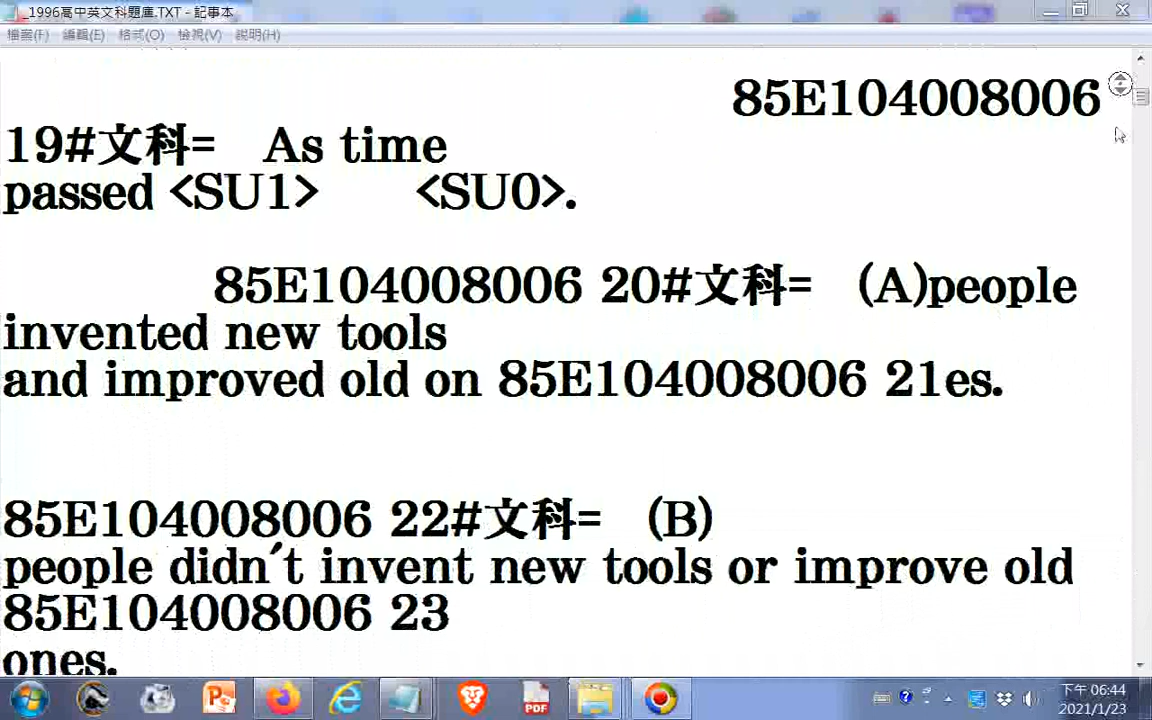 _1996高中英文科題庫.TXT - 記事本
檔案(F) 編輯(E) 格式(O) 檢視(V) 說明(H)
85E104008006
19#文科= As time
passed <SU1> <SU0>.
85E104008006 20#文科= (A)people
invented new tools
and improved old on 85E104008006 21es.
85E104008006 22#文科= (B)
people didn't invent new tools or improve old
85E104008006 23
ones.
PDF
下午 06:44
2021/1/23